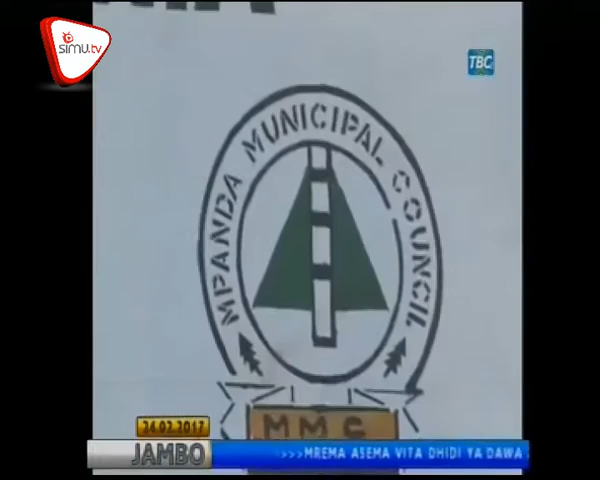 simu.tv
TBC
MPANDA MUNICIPAL COUNCIL
MMC
24.02.2017
JAMBO
>>>MREMA ASEMA VITA DHIDI YA DAWA